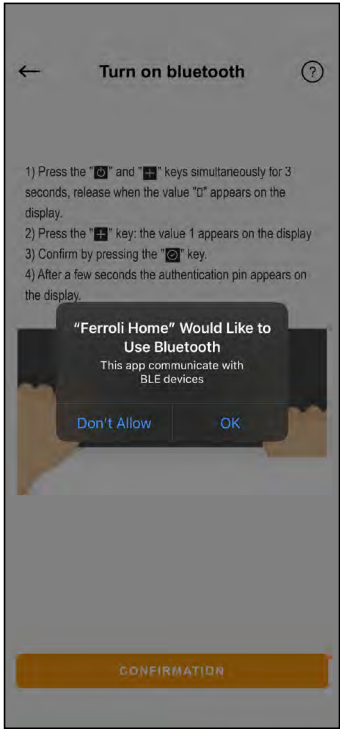 Turn on bluetooth
?
1) Press the "⏻" and "+" keys simultaneously for 3
seconds, release when the value "▯" appears on the
display.
2) Press the "+" key: the value 1 appears on the display
3) Confirm by pressing the "✓" key.
4) After a few seconds the authentication pin appears on
the display.
“Ferroli Home” Would Like to
Use Bluetooth
This app communicate with
BLE devices
Don't Allow
OK
CONFIRMATION